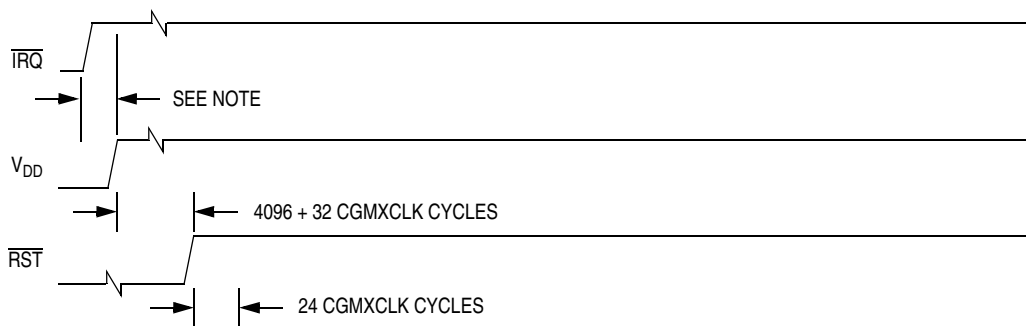 IRQ
SEE NOTE
VDD
4096 + 32 CGMXCLK CYCLES
RST
24 CGMXCLK CYCLES